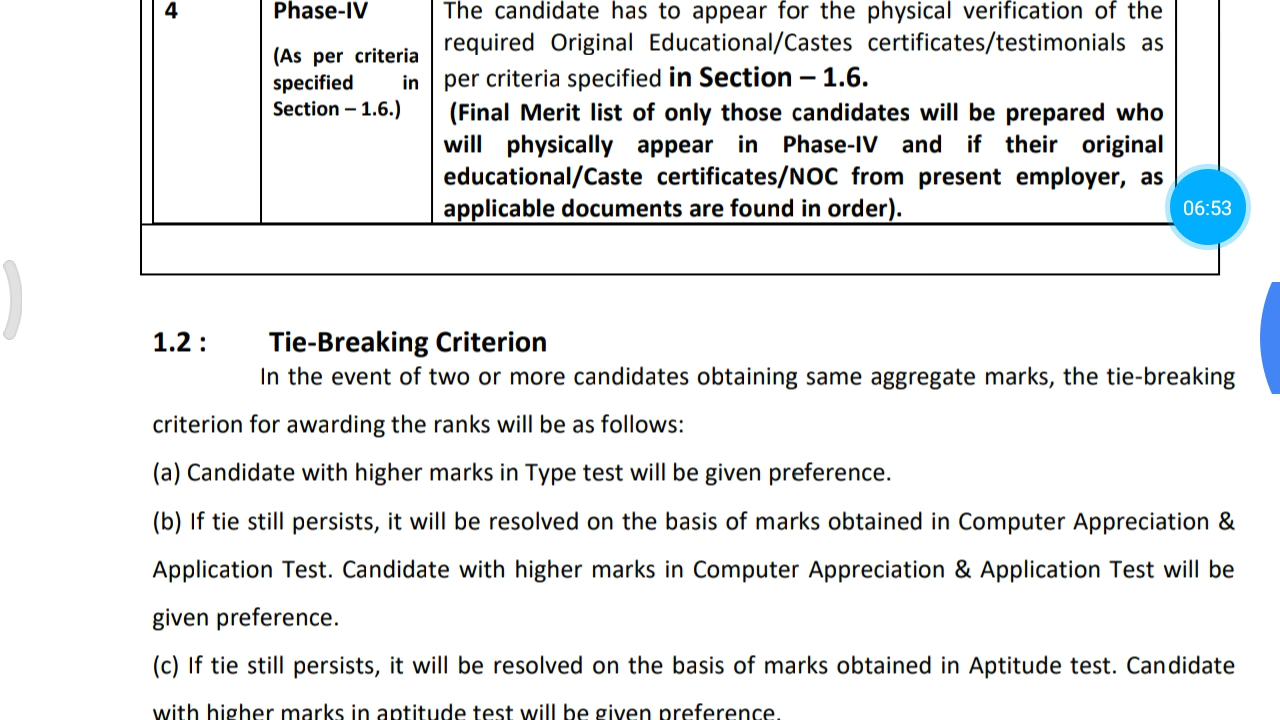 4 Phase-IV The candidate has to appear for the physical verification of the
(As per criteria required Original Educational/Castes certificates/testimonials as
specified in per criteria specified in Section – 1.6.
Section – 1.6.) (Final Merit list of only those candidates will be prepared who
will physically appear in Phase-IV and if their original
educational/Caste certificates/NOC from present employer, as
applicable documents are found in order).
06:53
1.2 : Tie-Breaking Criterion
In the event of two or more candidates obtaining same aggregate marks, the tie-breaking
criterion for awarding the ranks will be as follows:
(a) Candidate with higher marks in Type test will be given preference.
(b) If tie still persists, it will be resolved on the basis of marks obtained in Computer Appreciation &
Application Test. Candidate with higher marks in Computer Appreciation & Application Test will be
given preference.
(c) If tie still persists, it will be resolved on the basis of marks obtained in Aptitude test. Candidate
with higher marks in aptitude test will be given preference.